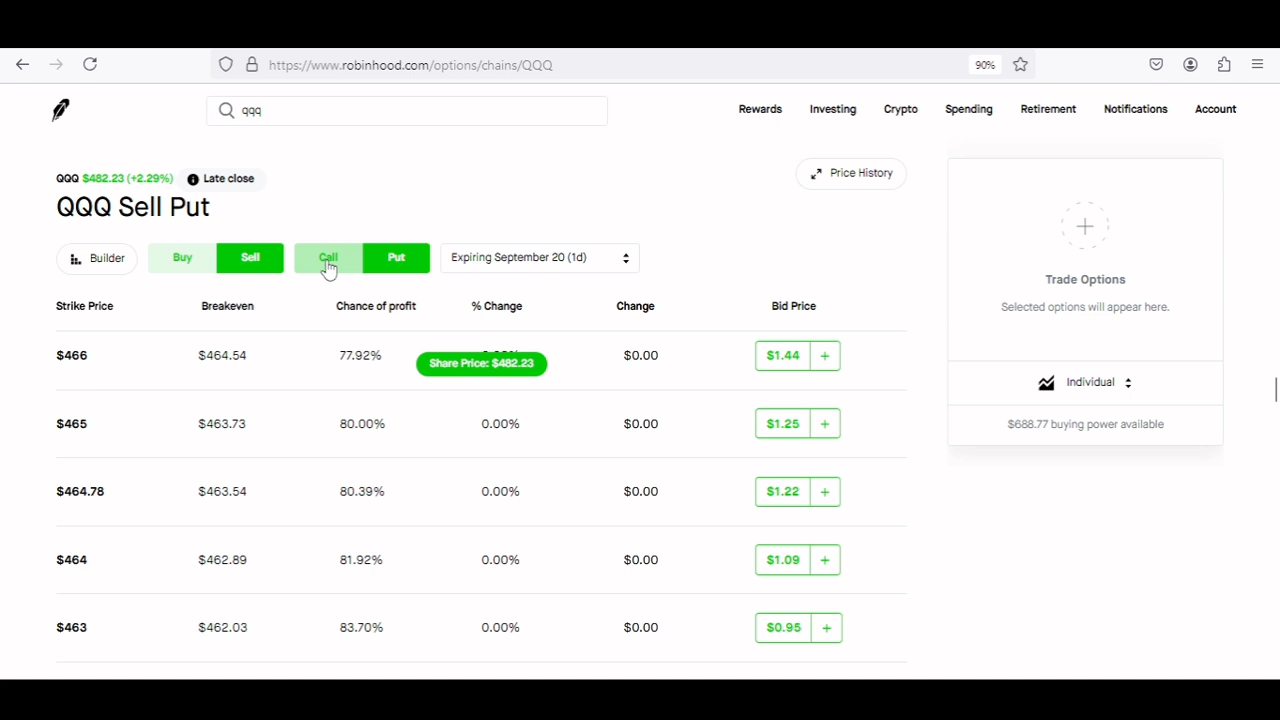 https://www.robinhood.com/options/chains/QQQ
90%
qqq
Rewards Investing Crypto Spending Retirement Notifications Account
QQQ $482.23 (+2.29%) Late close
Price History
QQQ Sell Put
Builder Buy Sell Call Put Expiring September 20 (1d)
Strike Price Breakeven Chance of profit % Change Change Bid Price
$466 $464.54 77.92% $0.00 $1.44 +
Share Price: $482.23
$465 $463.73 80.00% 0.00% $0.00 $1.25 +
$464.78 $463.54 80.39% 0.00% $0.00 $1.22 +
$464 $462.89 81.92% 0.00% $0.00 $1.09 +
$463 $462.03 83.70% 0.00% $0.00 $0.95 +
Trade Options
Selected options will appear here.
Individual
$688.77 buying power available